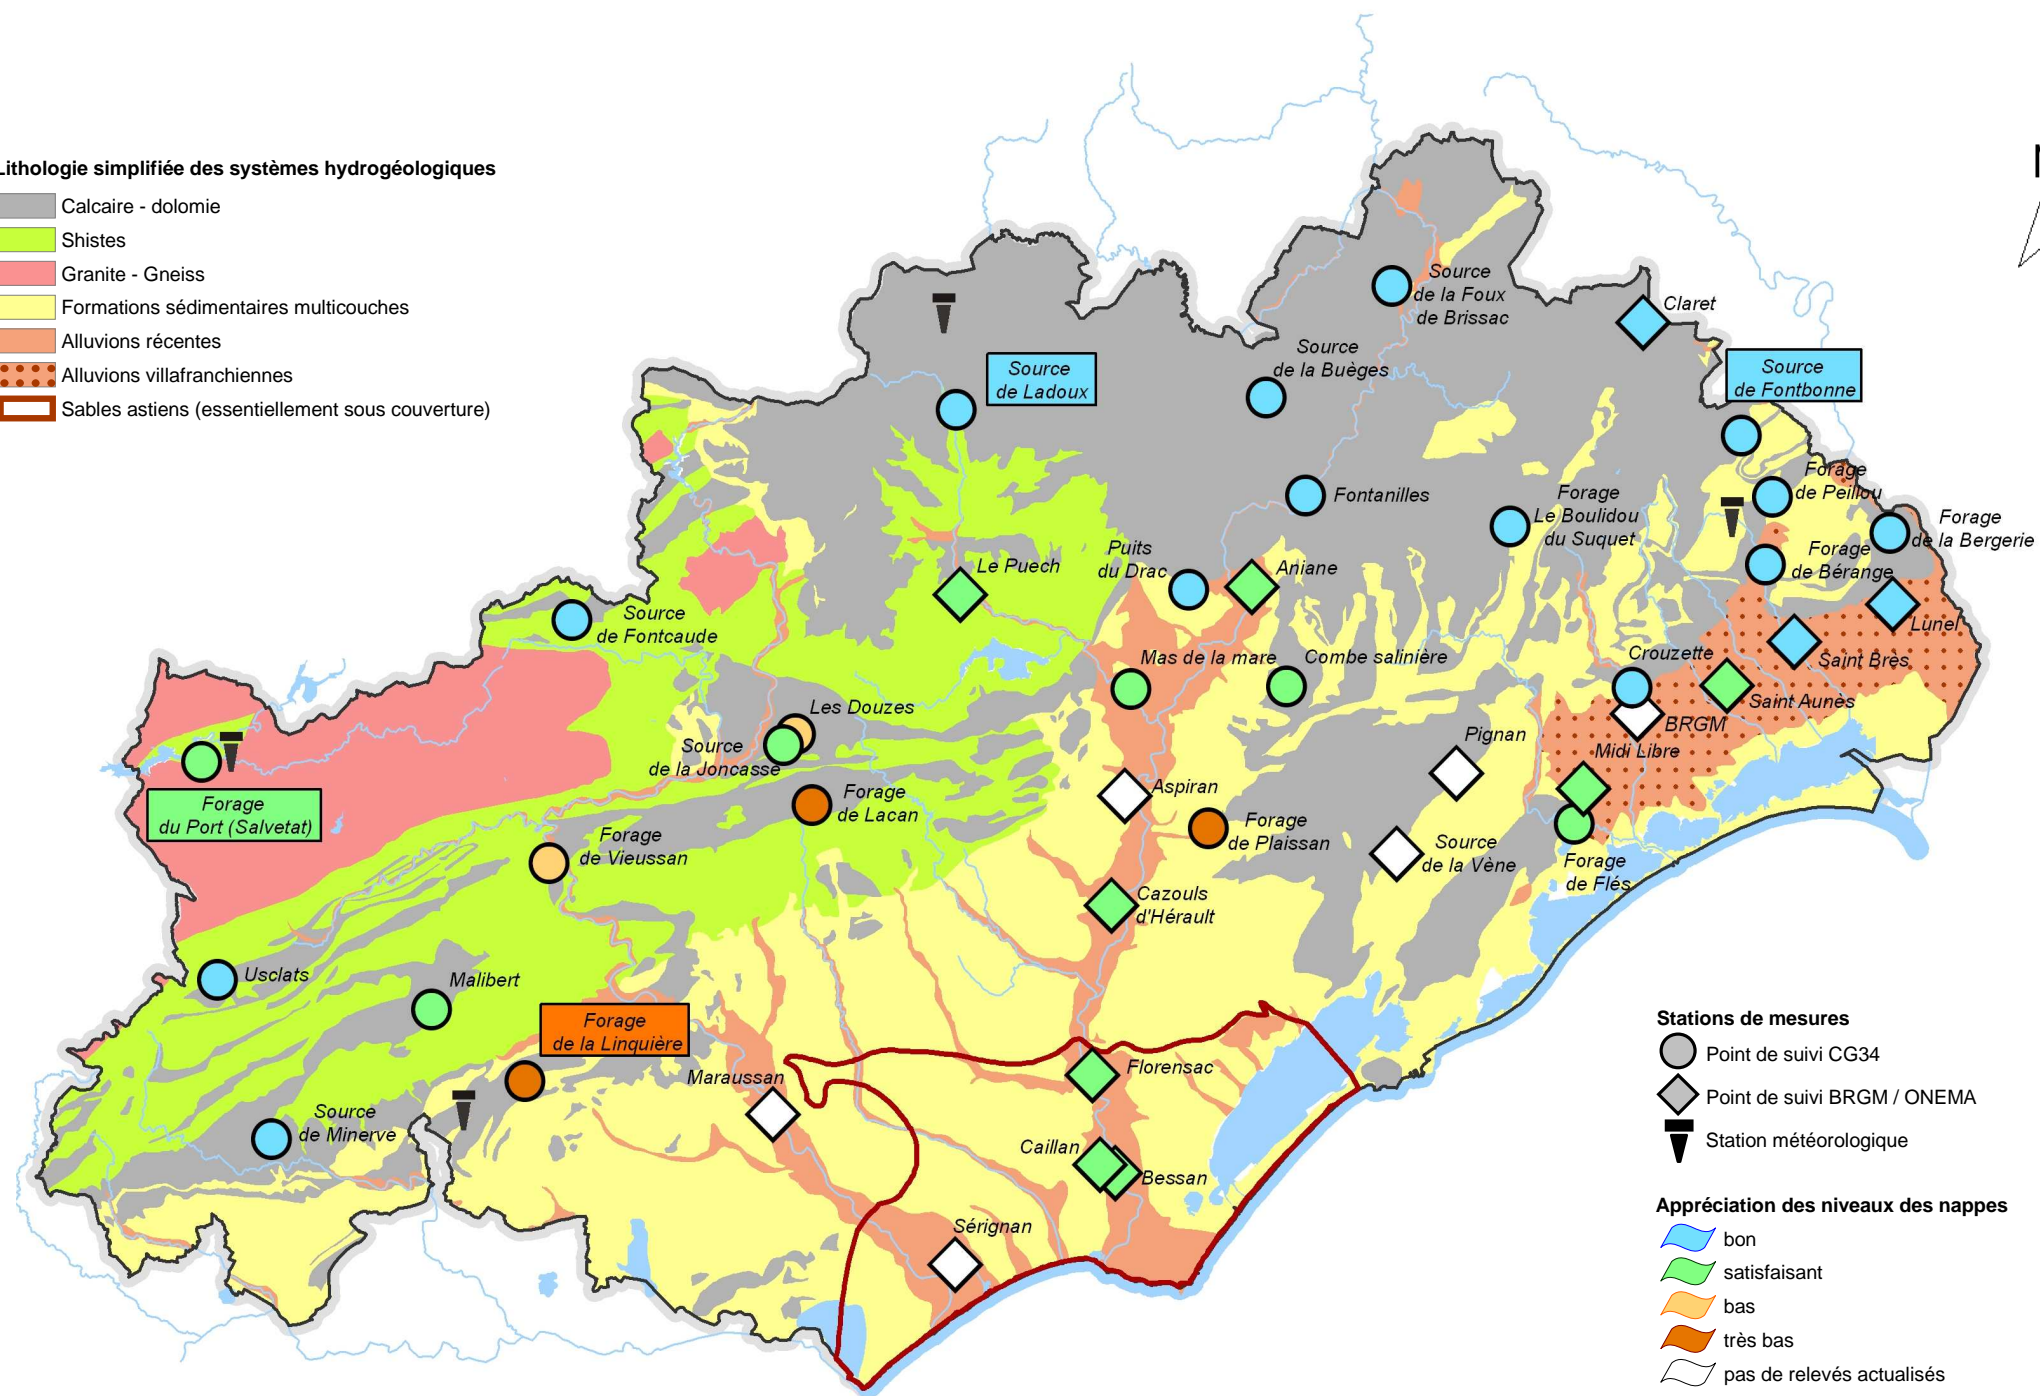 Lithologie simplifiée des systèmes hydrogéologiques
Calcaire - dolomie
Shistes
Granite - Gneiss
Formations sédimentaires multicouches
Alluvions récentes
Alluvions villafranchiennes
Sables astiens (essentiellement sous couverture)
Source
de la Foux
de Brissac
Claret
Source
de la Buèges
Source
de Ladoux
Source
de Fontbonne
Fontanilles
Forage
Le Boulidou
du Suquet
Forage
de Peillou
Forage
de la Bergerie
Forage
de Bérange
Puits
du Drac
Aniane
Le Puech
Lunel
Source
de Fontcaude
Saint Brès
Mas de la mare
Combe salinière
Crouzette
Saint Aunès
BRGM
Les Douzes
Source
de la Joncasse
Pignan
Midi Libre
Aspiran
Forage
du Port (Salvetat)
Forage
de Lacan
Forage
de Plaissan
Source
de la Vène
Forage
de Flés
Forage
de Vieussan
Cazouls
d'Hérault
Usclats
Malibert
Forage
de la Linquière
Maraussan
Florensac
Source
de Minerve
Caillan
Bessan
Sérignan
Stations de mesures
Point de suivi CG34
Point de suivi BRGM / ONEMA
Station météorologique
Appréciation des niveaux des nappes
bon
satisfaisant
bas
très bas
pas de relevés actualisés